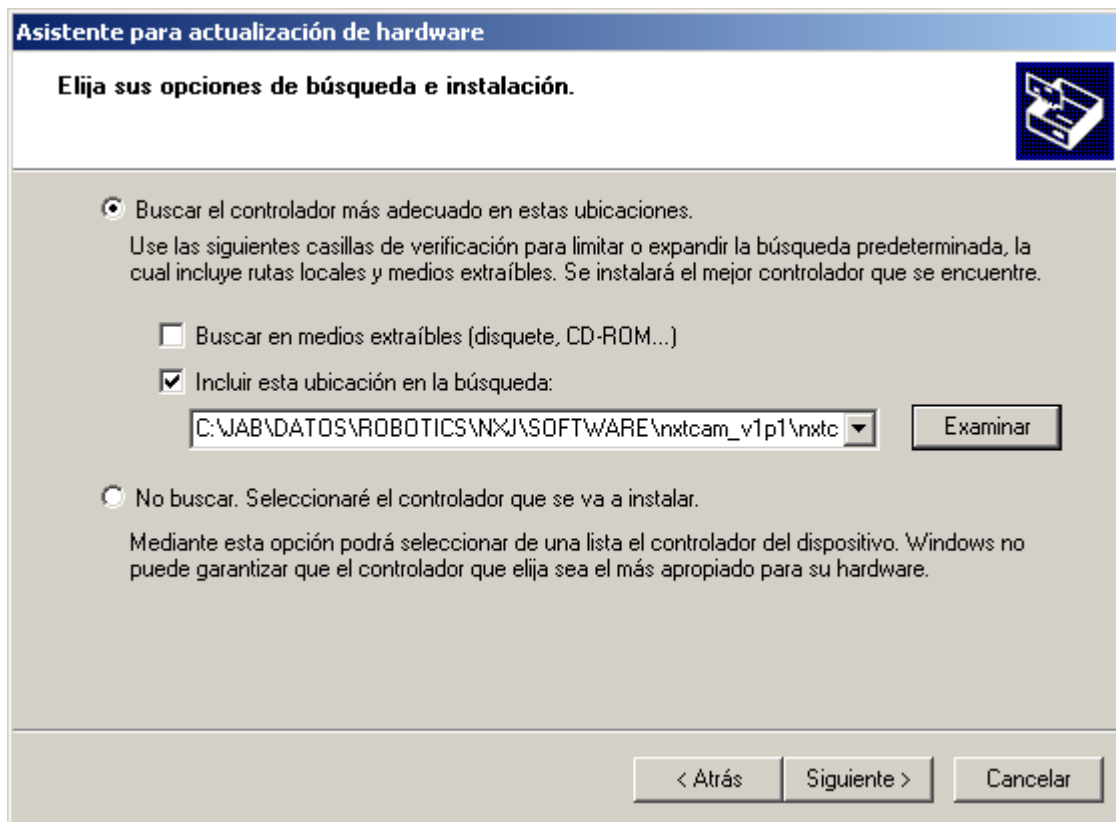 Asistente para actualización de hardware
Elija sus opciones de búsqueda e instalación.
Buscar el controlador más adecuado en estas ubicaciones.
Use las siguientes casillas de verificación para limitar o expandir la búsqueda predeterminada, la
cual incluye rutas locales y medios extraíbles. Se instalará el mejor controlador que se encuentre.
Buscar en medios extraíbles (disquete, CD-ROM...)
Incluir esta ubicación en la búsqueda:
C:\JAB\DATOS\ROBOTICS\NXJ\SOFTWARE\nxtcam_v1p1\nxtc
Examinar
No buscar. Seleccionaré el controlador que se va a instalar.
Mediante esta opción podrá seleccionar de una lista el controlador del dispositivo. Windows no
puede garantizar que el controlador que elija sea el más apropiado para su hardware.
< Atrás
Siguiente >
Cancelar